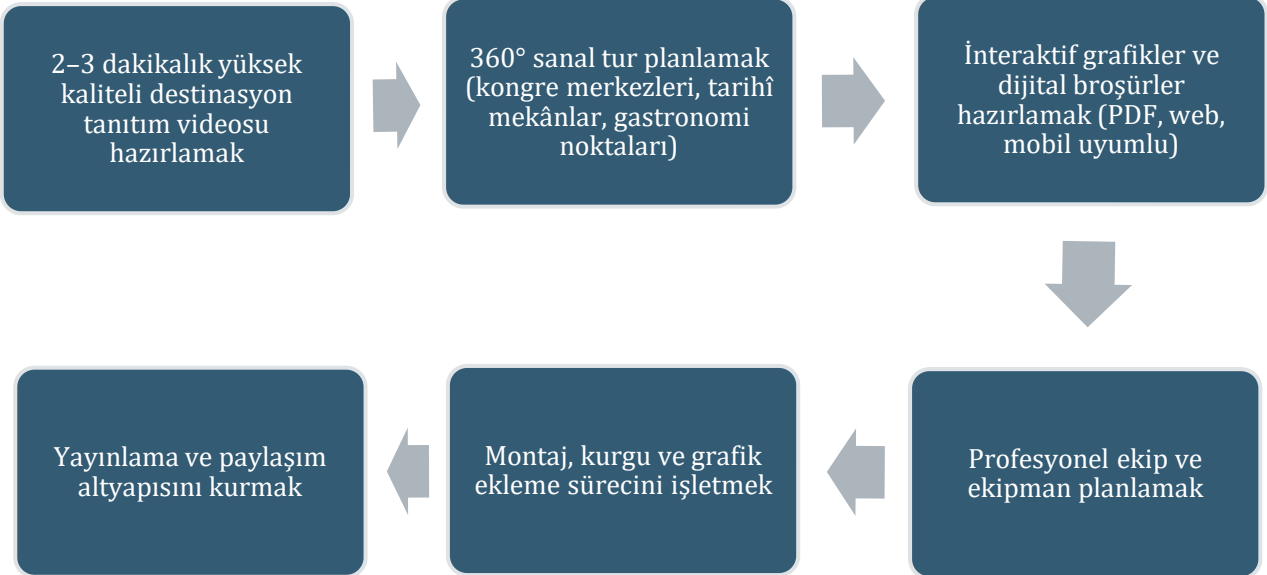 2–3 dakikalık yüksek
kaliteli destinasyon
tanıtım videosu
hazırlamak
360° sanal tur planlamak
(kongre merkezleri, tarihî
mekânlar, gastronomi
noktaları)
İnteraktif grafikler ve
dijital broşürler
hazırlamak (PDF, web,
mobil uyumlu)
Profesyonel ekip ve
ekipman planlamak
Montaj, kurgu ve grafik
ekleme sürecini işletmek
Yayınlama ve paylaşım
altyapısını kurmak